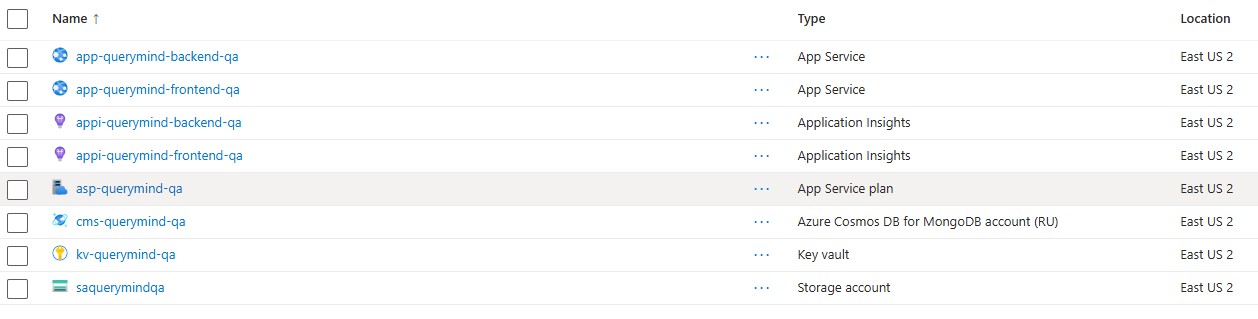 Name ↑ Type Location
app-querymind-backend-qa ··· App Service East US 2
app-querymind-frontend-qa ··· App Service East US 2
appi-querymind-backend-qa ··· Application Insights East US 2
appi-querymind-frontend-qa ··· Application Insights East US 2
asp-querymind-qa ··· App Service plan East US 2
cms-querymind-qa ··· Azure Cosmos DB for MongoDB account (RU) East US 2
kv-querymind-qa ··· Key vault East US 2
saquerymindqa ··· Storage account East US 2